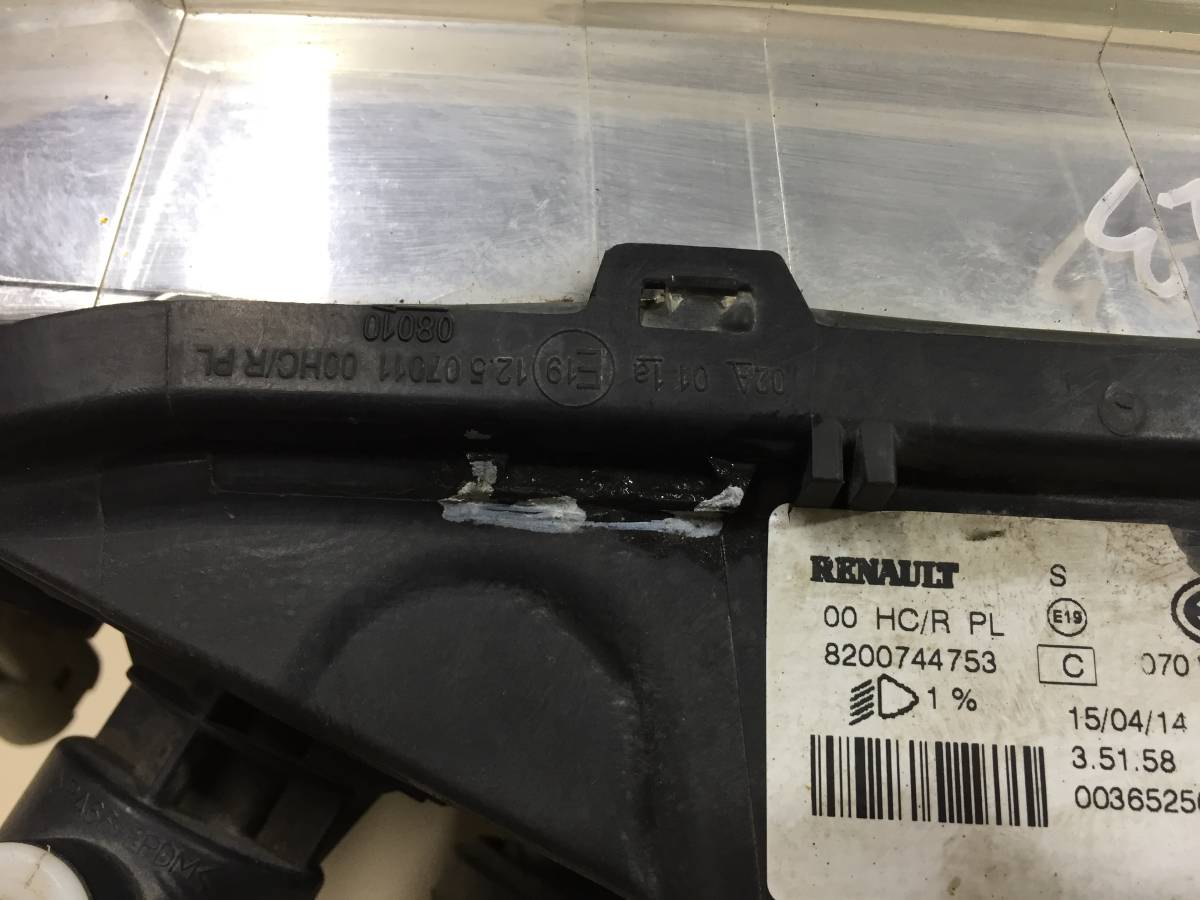 08010
02A 01 1a E19 12.5 07011 00HC/R PL
RENAULT S
00 HC/R PL E19
8200744753 C 070
1 %
15/04/14
3.51.58
0036525